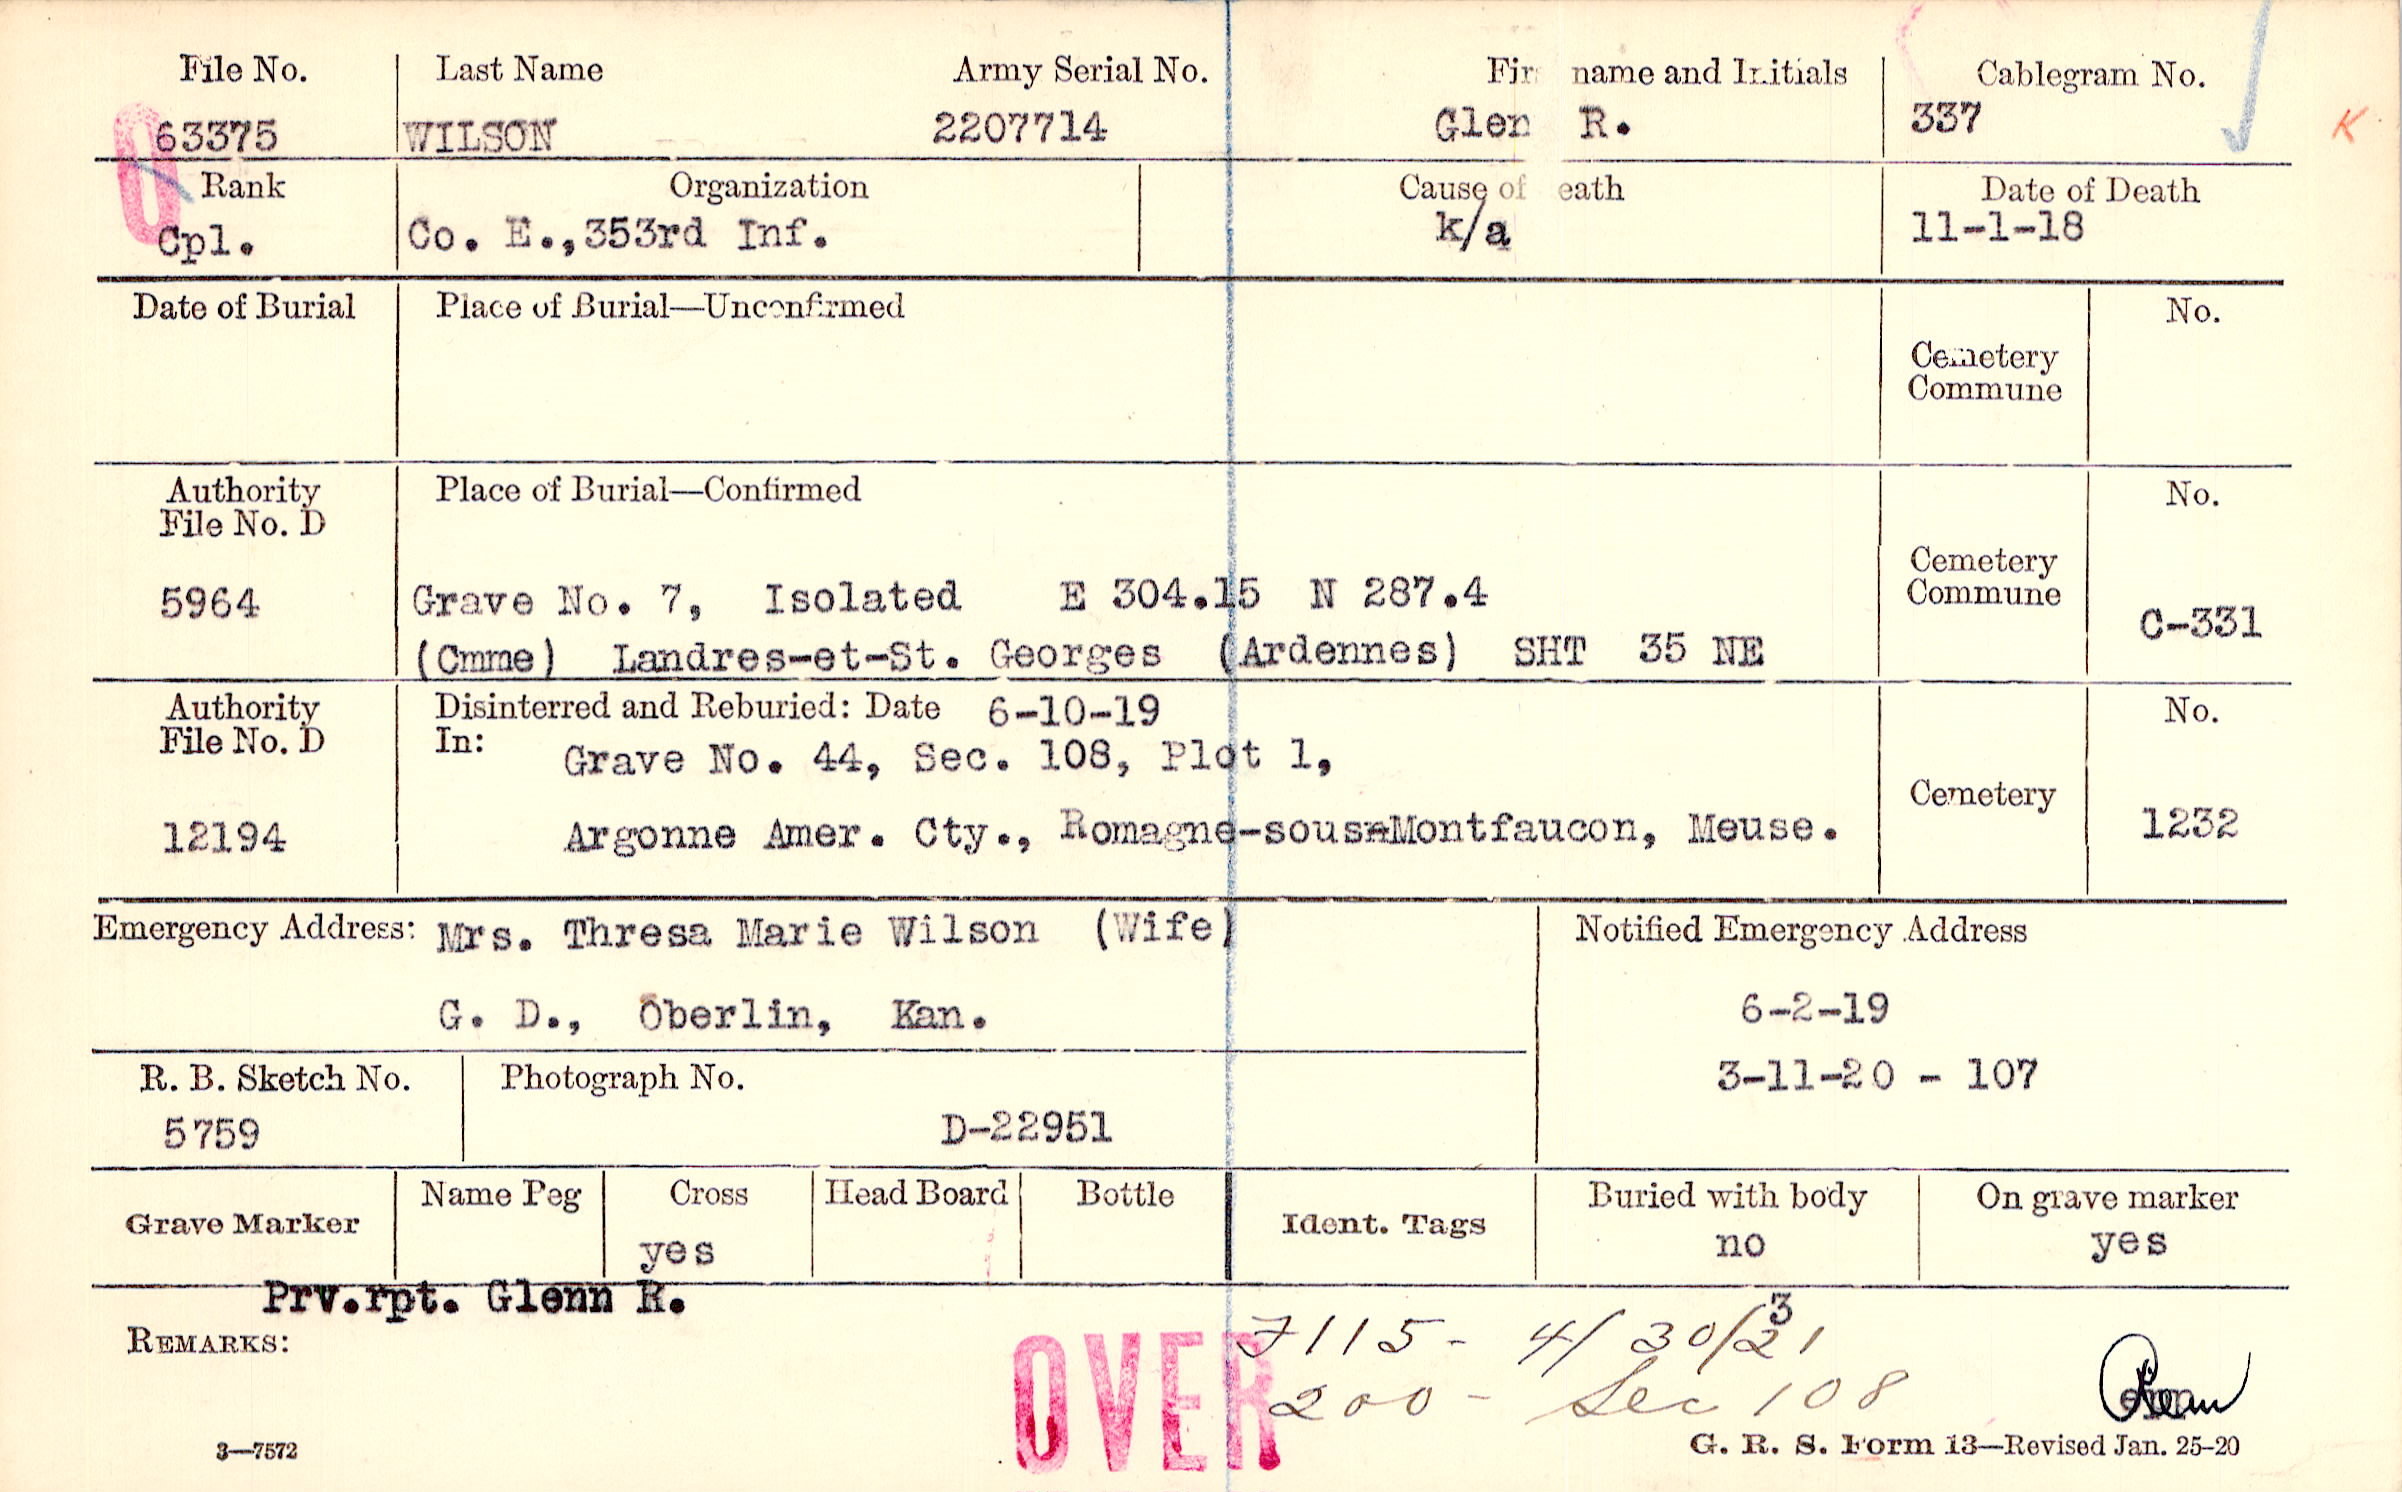 File No. Last Name Army Serial No. Fir name and Initials Cablegram No.
63375 WILSON 2207714 Glen R. 337 K
Rank Organization Cause of eath Date of Death
Cpl. Co. E.,353rd Inf. k/a 11-1-18
Date of Burial Place of Burial—Unconfirmed No.
Cemetery
Commune
Authority Place of Burial—Confirmed No.
File No. D
Cemetery
5964 Grave No. 7, Isolated E 304.15 N 287.4 Commune
C-331
(Cmme) Landres-et-St. Georges (Ardennes) SHT 35 NE
Authority Disinterred and Reburied: Date 6-10-19 No.
File No. D In:
Grave No. 44, Sec. 108, Plot 1,
Cemetery
12194 Argonne Amer. Cty., Romagne-sous-Montfaucon, Meuse. 1232
Emergency Address: Mrs. Thresa Marie Wilson (Wife) Notified Emergency Address
G. D., Oberlin, Kan. 6-2-19
R. B. Sketch No. Photograph No. 3-11-20 - 107
5759 D-22951
Name Peg Cross Head Board Bottle Buried with body On grave marker
Grave Marker Ident. Tags
yes no yes
Prv.rpt. Glenn R.
REMARKS: 7115- 4/30/21
3
OVER 200- Sec 108
3—7572 G. R. S. Form 13—Revised Jan. 25-20